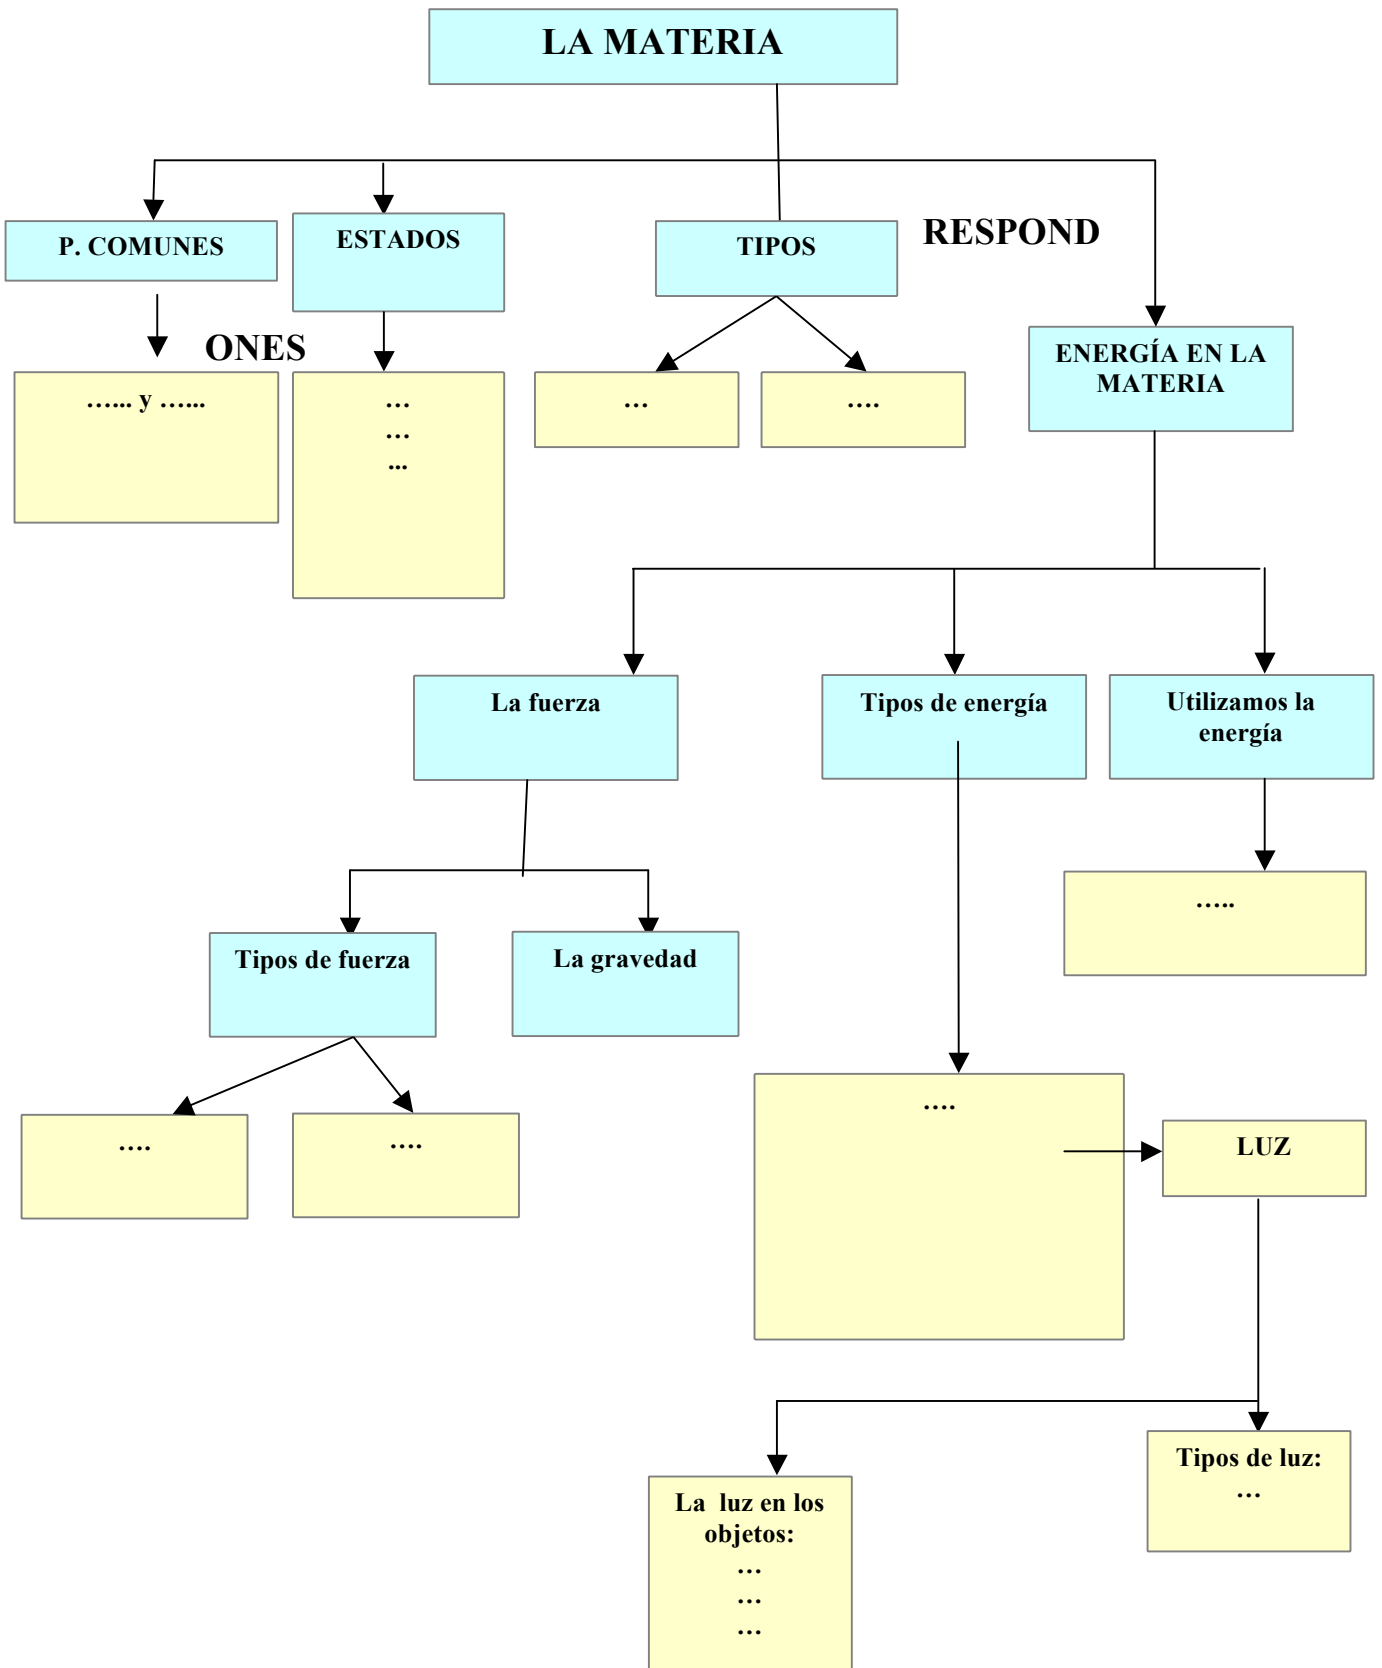 LA MATERIA
P. COMUNES
ESTADOS
TIPOS
RESPOND
ONES
ENERGÍA EN LA
MATERIA
…... y …...
…
…
...
…
….
La fuerza
Tipos de energía
Utilizamos la
energía
…..
Tipos de fuerza
La gravedad
….
….
….
LUZ
La luz en los
objetos:
…
…
…
Tipos de luz:
…